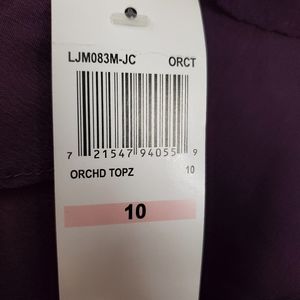 LJM083M-JC ORCT
7 21547 94055 9
ORCHD TOPZ 10
10